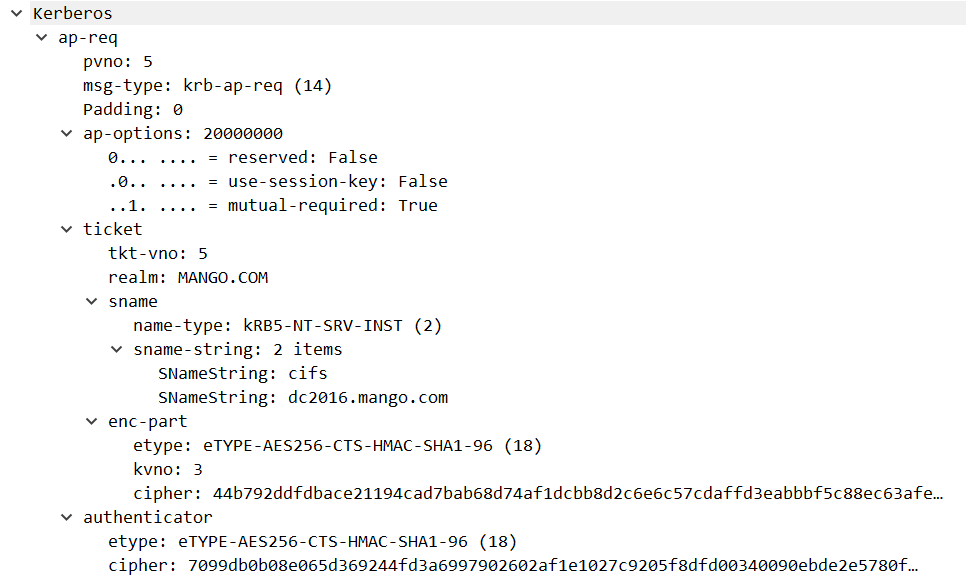 Kerberos
ap-req
pvno: 5
msg-type: krb-ap-req (14)
Padding: 0
ap-options: 20000000
0... .... = reserved: False
.0.. .... = use-session-key: False
..1. .... = mutual-required: True
ticket
tkt-vno: 5
realm: MANGO.COM
sname
name-type: kRB5-NT-SRV-INST (2)
sname-string: 2 items
SNameString: cifs
SNameString: dc2016.mango.com
enc-part
etype: eTYPE-AES256-CTS-HMAC-SHA1-96 (18)
kvno: 3
cipher: 44b792ddfdbace21194cad7bab68d74af1dcbb8d2c6e6c57cdaffd3eabbbf5c88ec63afe…
authenticator
etype: eTYPE-AES256-CTS-HMAC-SHA1-96 (18)
cipher: 7099db0b08e065d369244fd3a6997902602af1e1027c9205f8dfd00340090ebde2e5780f…